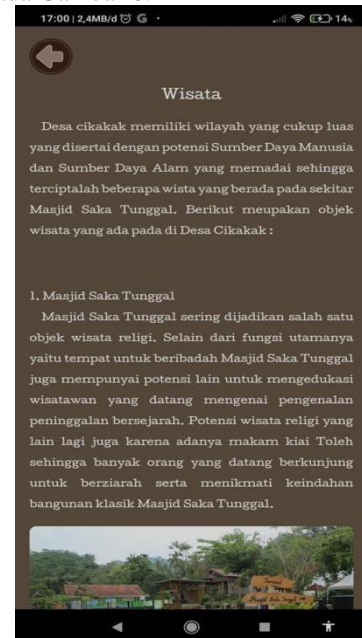 17:00 | 2,4MB/d
14%
Wisata
Desa cikakak memiliki wilayah yang cukup luas
yang disertai dengan potensi Sumber Daya Manusia
dan Sumber Daya Alam yang memadai sehingga
terciptalah beberapa wista yang berada pada sekitar
Masjid Saka Tunggal. Berikut meupakan objek
wisata yang ada pada di Desa Cikakak :
1. Masjid Saka Tunggal
Masjid Saka Tunggal sering dijadikan salah satu
objek wisata religi. Selain dari fungsi utamanya
yaitu tempat untuk beribadah Masjid Saka Tunggal
juga mempunyai potensi lain untuk mengedukasi
wisatawan yang datang mengenai pengenalan
peninggalan bersejarah. Potensi wisata religi yang
lain lagi juga karena adanya makam kiai Toleh
sehingga banyak orang yang datang berkunjung
untuk berziarah serta menikmati keindahan
bangunan klasik Masjid Saka Tunggal.
Masjid Saka Tunggal